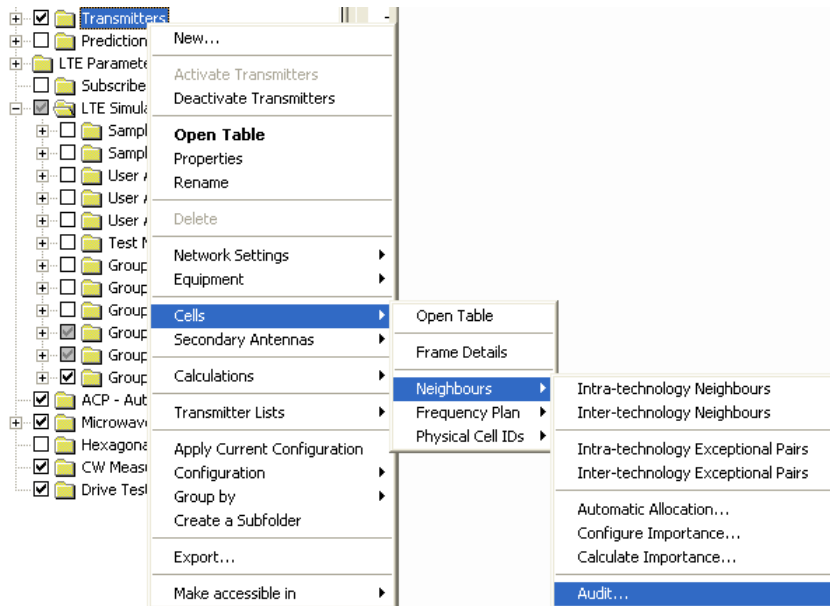 Transmitters
Prediction
LTE Paramete
Subscribe
LTE Simula
Sampl
Sampl
User
User
User
Test
Group
Group
Group
Group
Group
Group
ACP - Aut
Microwav
Hexagona
CW Meas
Drive Test
New...
Activate Transmitters
Deactivate Transmitters
Open Table
Properties
Rename
Delete
Network Settings
Equipment
Cells
Secondary Antennas
Calculations
Transmitter Lists
Apply Current Configuration
Configuration
Group by
Create a Subfolder
Export...
Make accessible in
Open Table
Frame Details
Neighbours
Frequency Plan
Physical Cell IDs
Intra-technology Neighbours
Inter-technology Neighbours
Intra-technology Exceptional Pairs
Inter-technology Exceptional Pairs
Automatic Allocation...
Configure Importance...
Calculate Importance...
Audit...